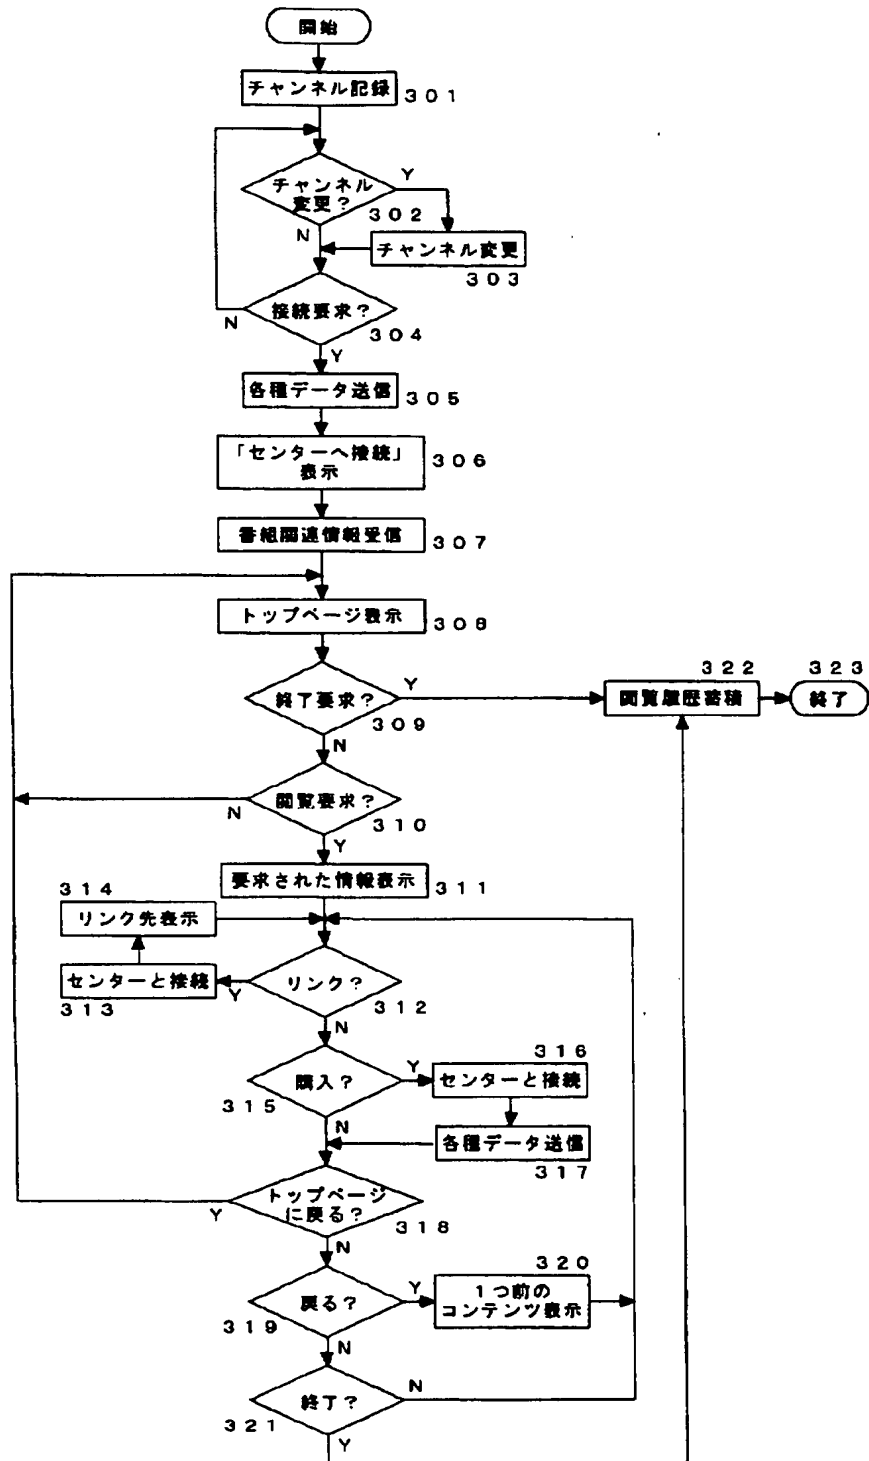 開始
チャンネル記録
301
チャンネル
変更?
302
Y
N
チャンネル変更
303
接続要求?
304
N
Y
各種データ送信
305
「センターへ接続」
表示
306
番組関連情報受信
307
トップページ表示
308
終了要求?
309
Y
N
閲覧履歴蓄積
322
終了
323
閲覧要求?
310
N
Y
要求された情報表示
311
314
リンク先表示
センターと接続
313
リンク?
312
Y
N
購入?
315
Y
N
316
センターと接続
各種データ送信
317
トップページ
に戻る?
318
Y
N
戻る?
319
Y
N
320
1つ前の
コンテンツ表示
終了?
321
N
Y